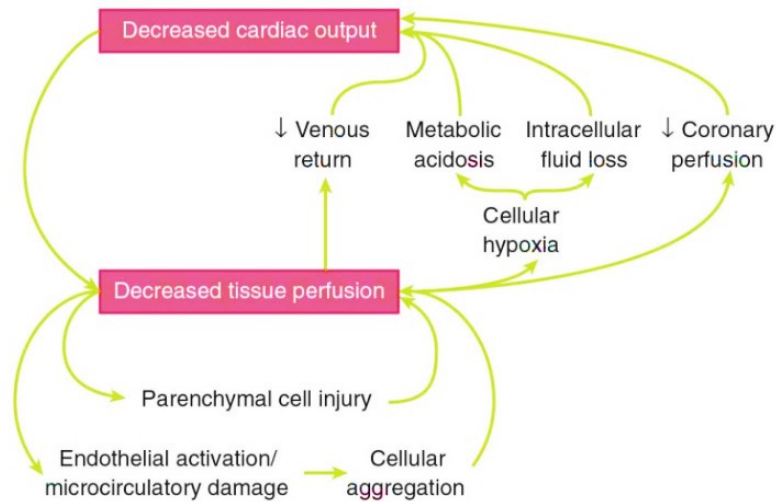 Decreased cardiac output
↓ Venous
return
Metabolic
acidosis
Intracellular
fluid loss
↓ Coronary
perfusion
Cellular
hypoxia
Decreased tissue perfusion
Parenchymal cell injury
Endothelial activation/
microcirculatory damage
Cellular
aggregation